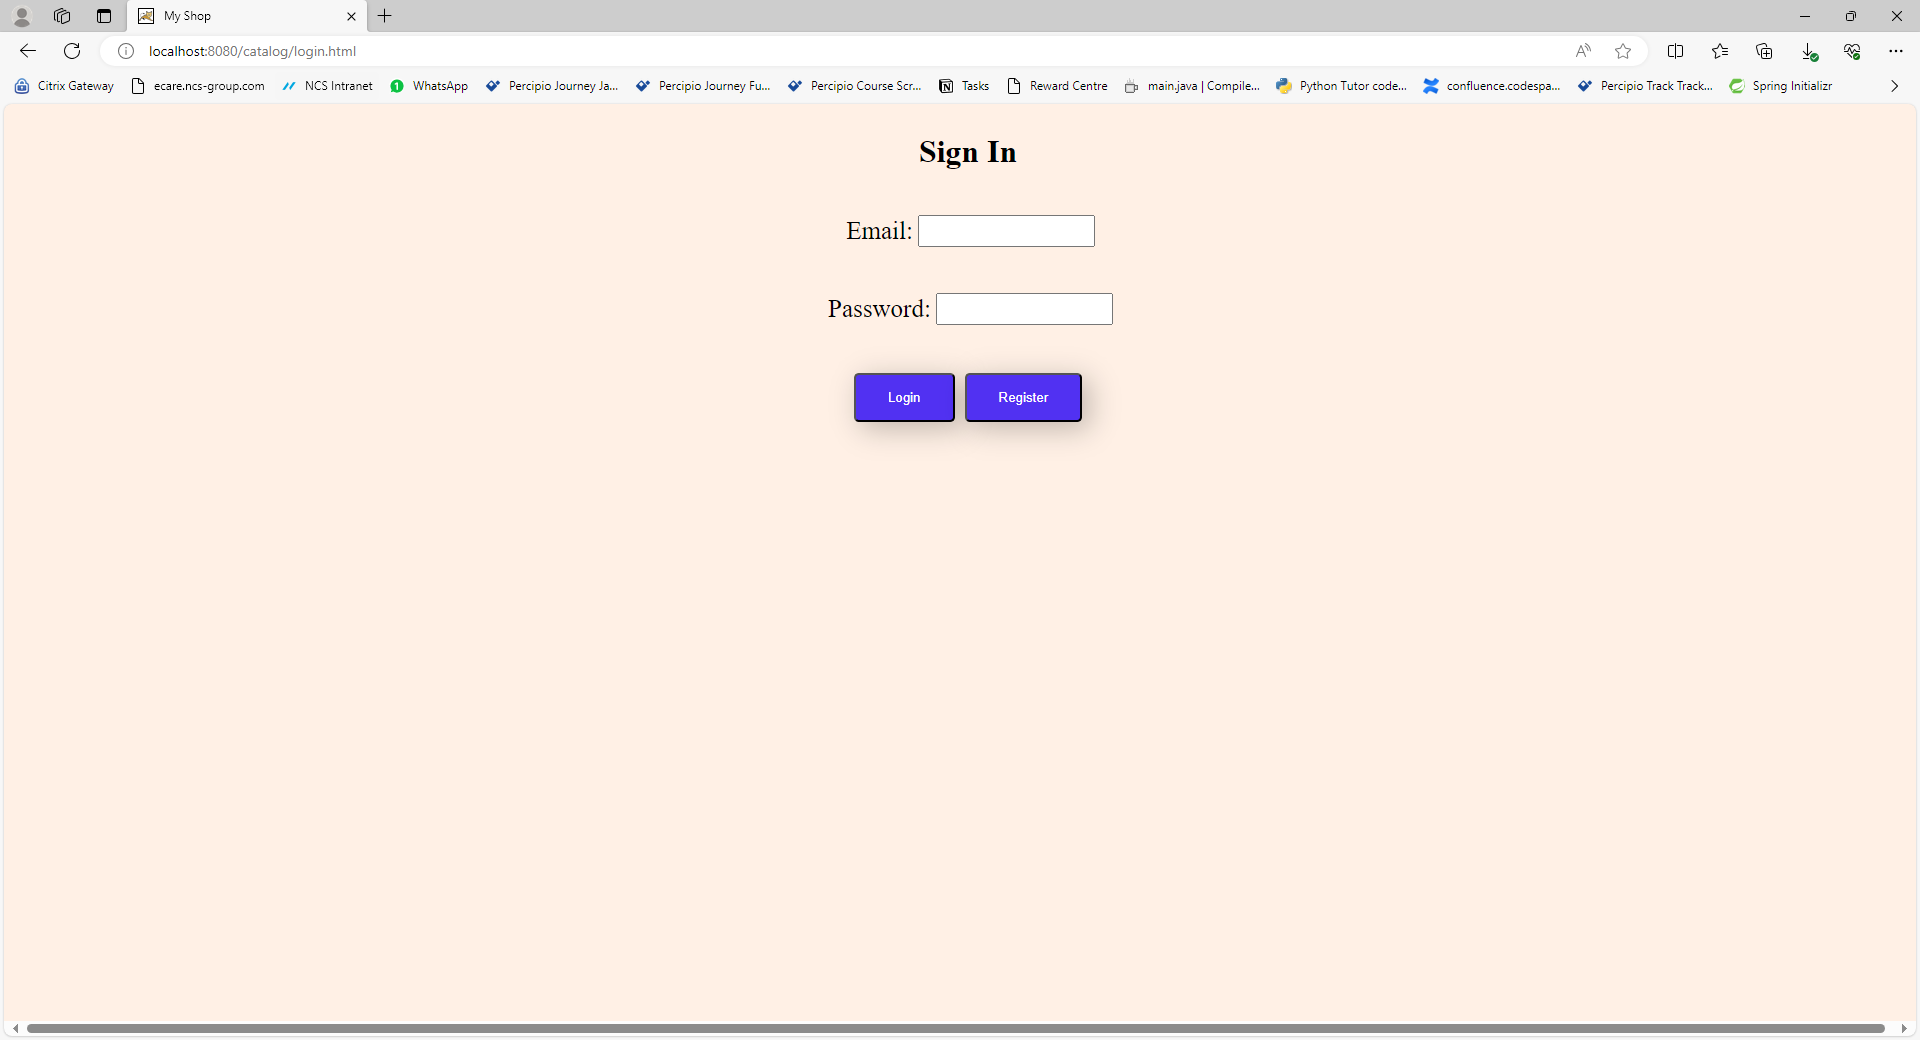 My Shop
localhost:8080/catalog/login.html
Citrix Gateway ecare.ncs-group.com NCS Intranet 1 WhatsApp Percipio Journey Ja... Percipio Journey Fu... Percipio Course Scr... Tasks Reward Centre main.java | Compile... Python Tutor code... confluence.codespa... Percipio Track Track... Spring Initializr
Sign In
Email:
Password:
Login Register